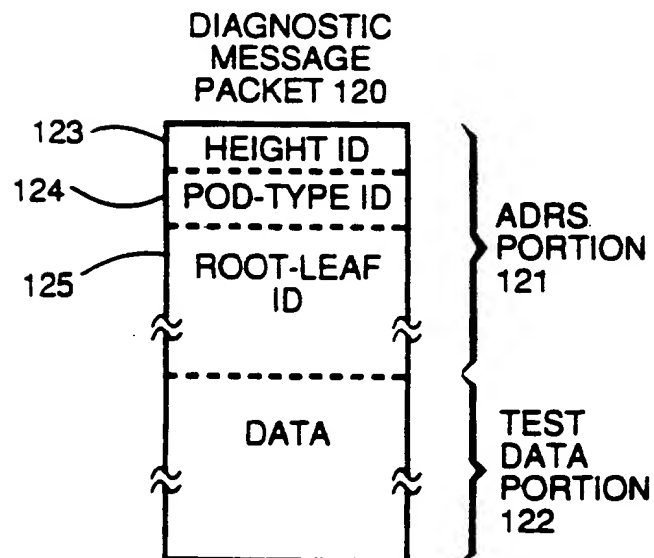 DIAGNOSTIC
MESSAGE
PACKET 120
123
HEIGHT ID
124
POD-TYPE ID
125
ROOT-LEAF
ID
ADRS
PORTION
121
DATA
TEST
DATA
PORTION
122